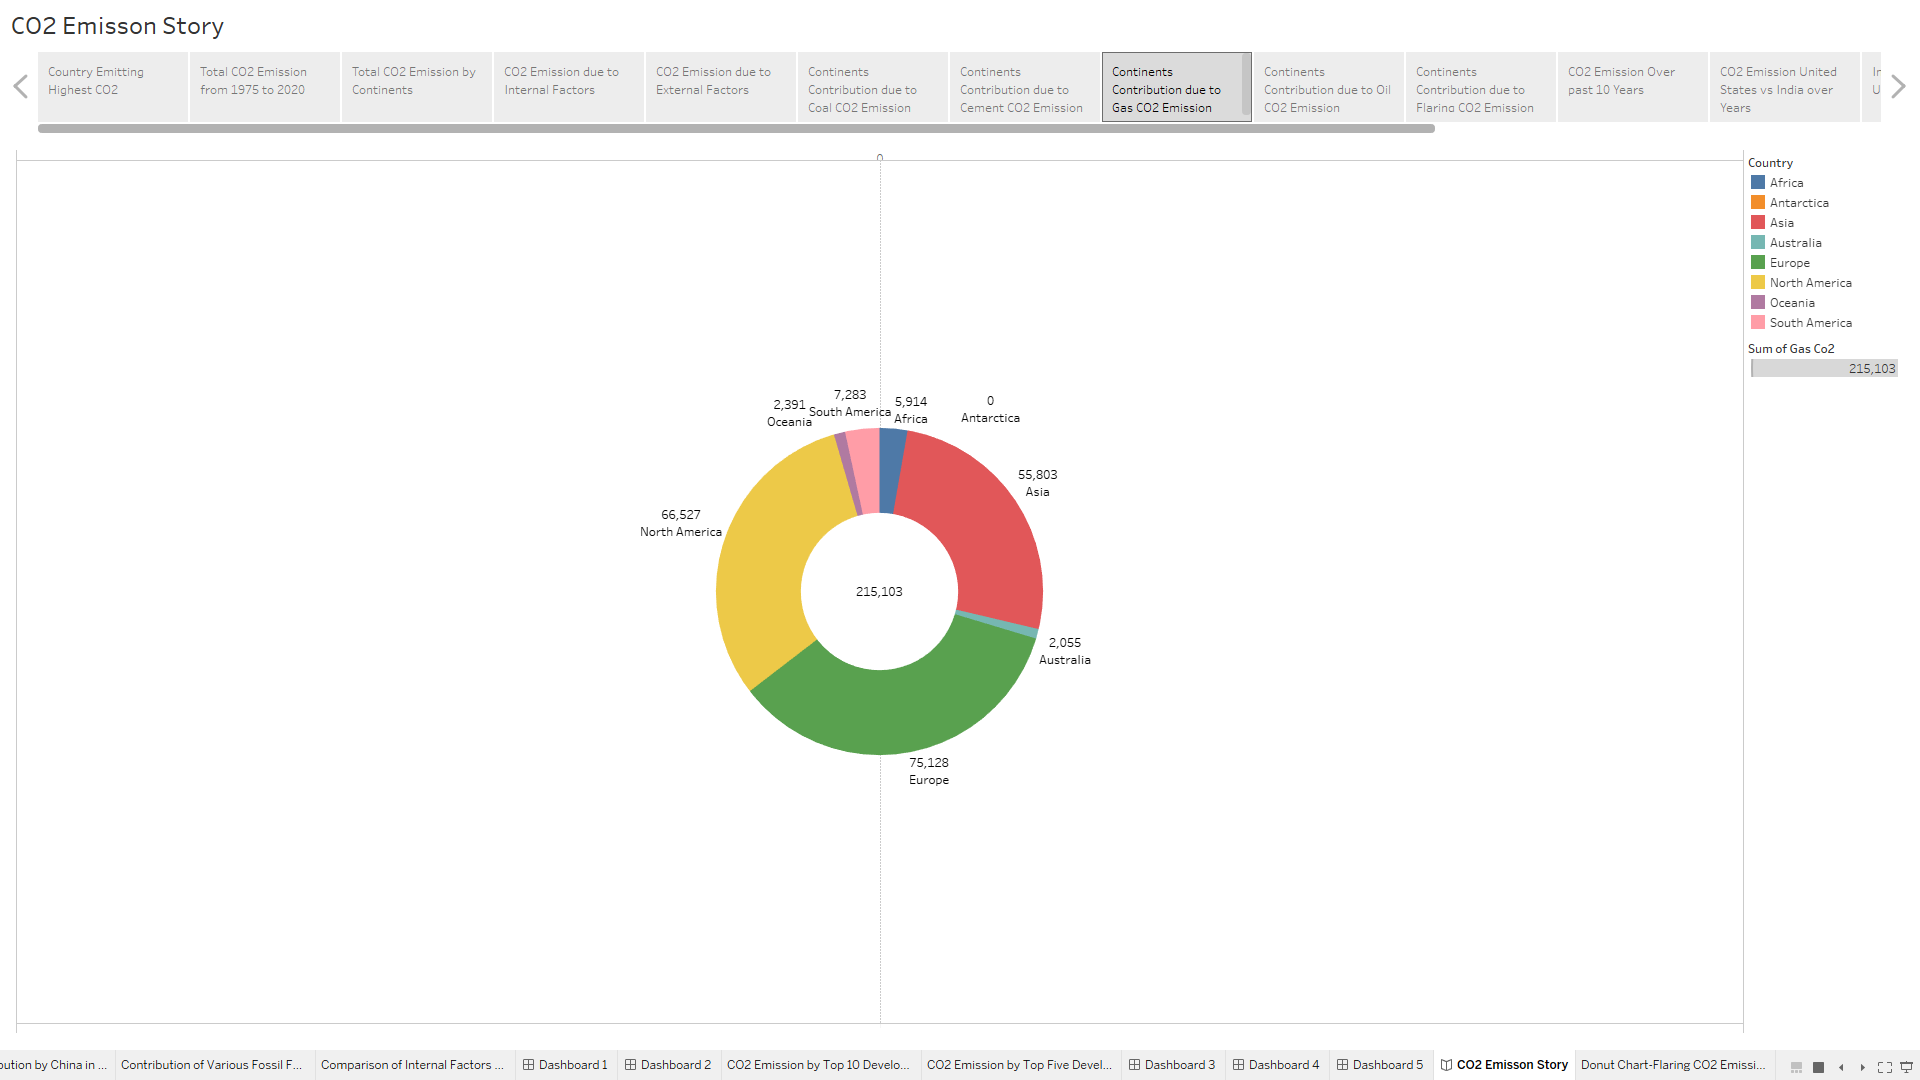 CO2 Emisson Story
Country Emitting
Highest CO2
Total CO2 Emission
from 1975 to 2020
Total CO2 Emission by
Continents
CO2 Emission due to
Internal Factors
CO2 Emission due to
External Factors
Continents
Contribution due to
Coal CO2 Emission
Continents
Contribution due to
Cement CO2 Emission
Continents
Contribution due to
Gas CO2 Emission
Continents
Contribution due to Oil
CO2 Emission
Continents
Contribution due to
Flaring CO2 Emission
CO2 Emission Over
past 10 Years
CO2 Emission United
States vs India over
Years
0
Country
Africa
Antarctica
Asia
Australia
Europe
North America
Oceania
South America
Sum of Gas Co2
215,103
7,283
South America
5,914
Africa
0
Antarctica
2,391
Oceania
55,803
Asia
66,527
North America
215,103
2,055
Australia
75,128
Europe
ution by China in ...
Contribution of Various Fossil F...
Comparison of Internal Factors ...
Dashboard 1
Dashboard 2
CO2 Emission by Top 10 Develo...
CO2 Emission by Top Five Devel...
Dashboard 3
Dashboard 4
Dashboard 5
CO2 Emisson Story
Donut Chart-Flaring CO2 Emissi...